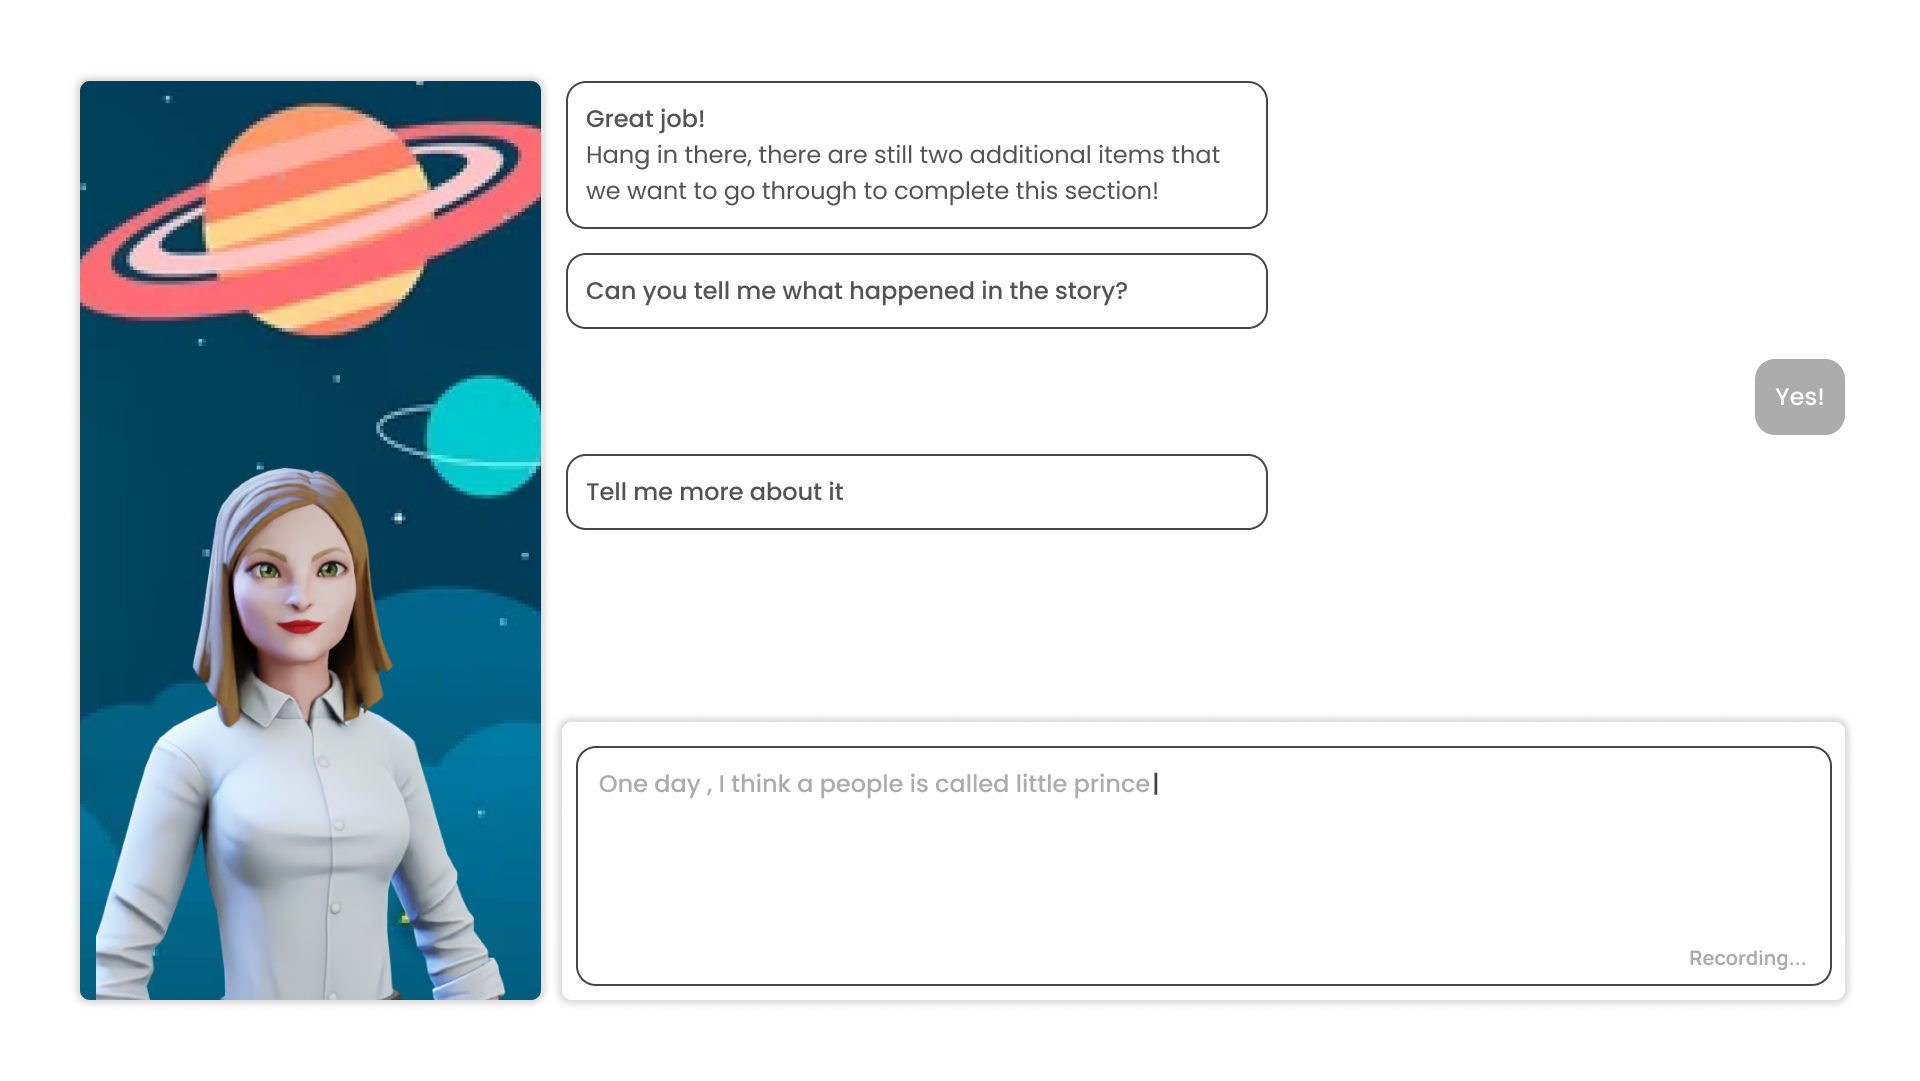 Great job!
Hang in there, there are still two additional items that
we want to go through to complete this section!
Can you tell me what happened in the story?
Yes!
Tell me more about it
One day , I think a people is called little prince
Recording...